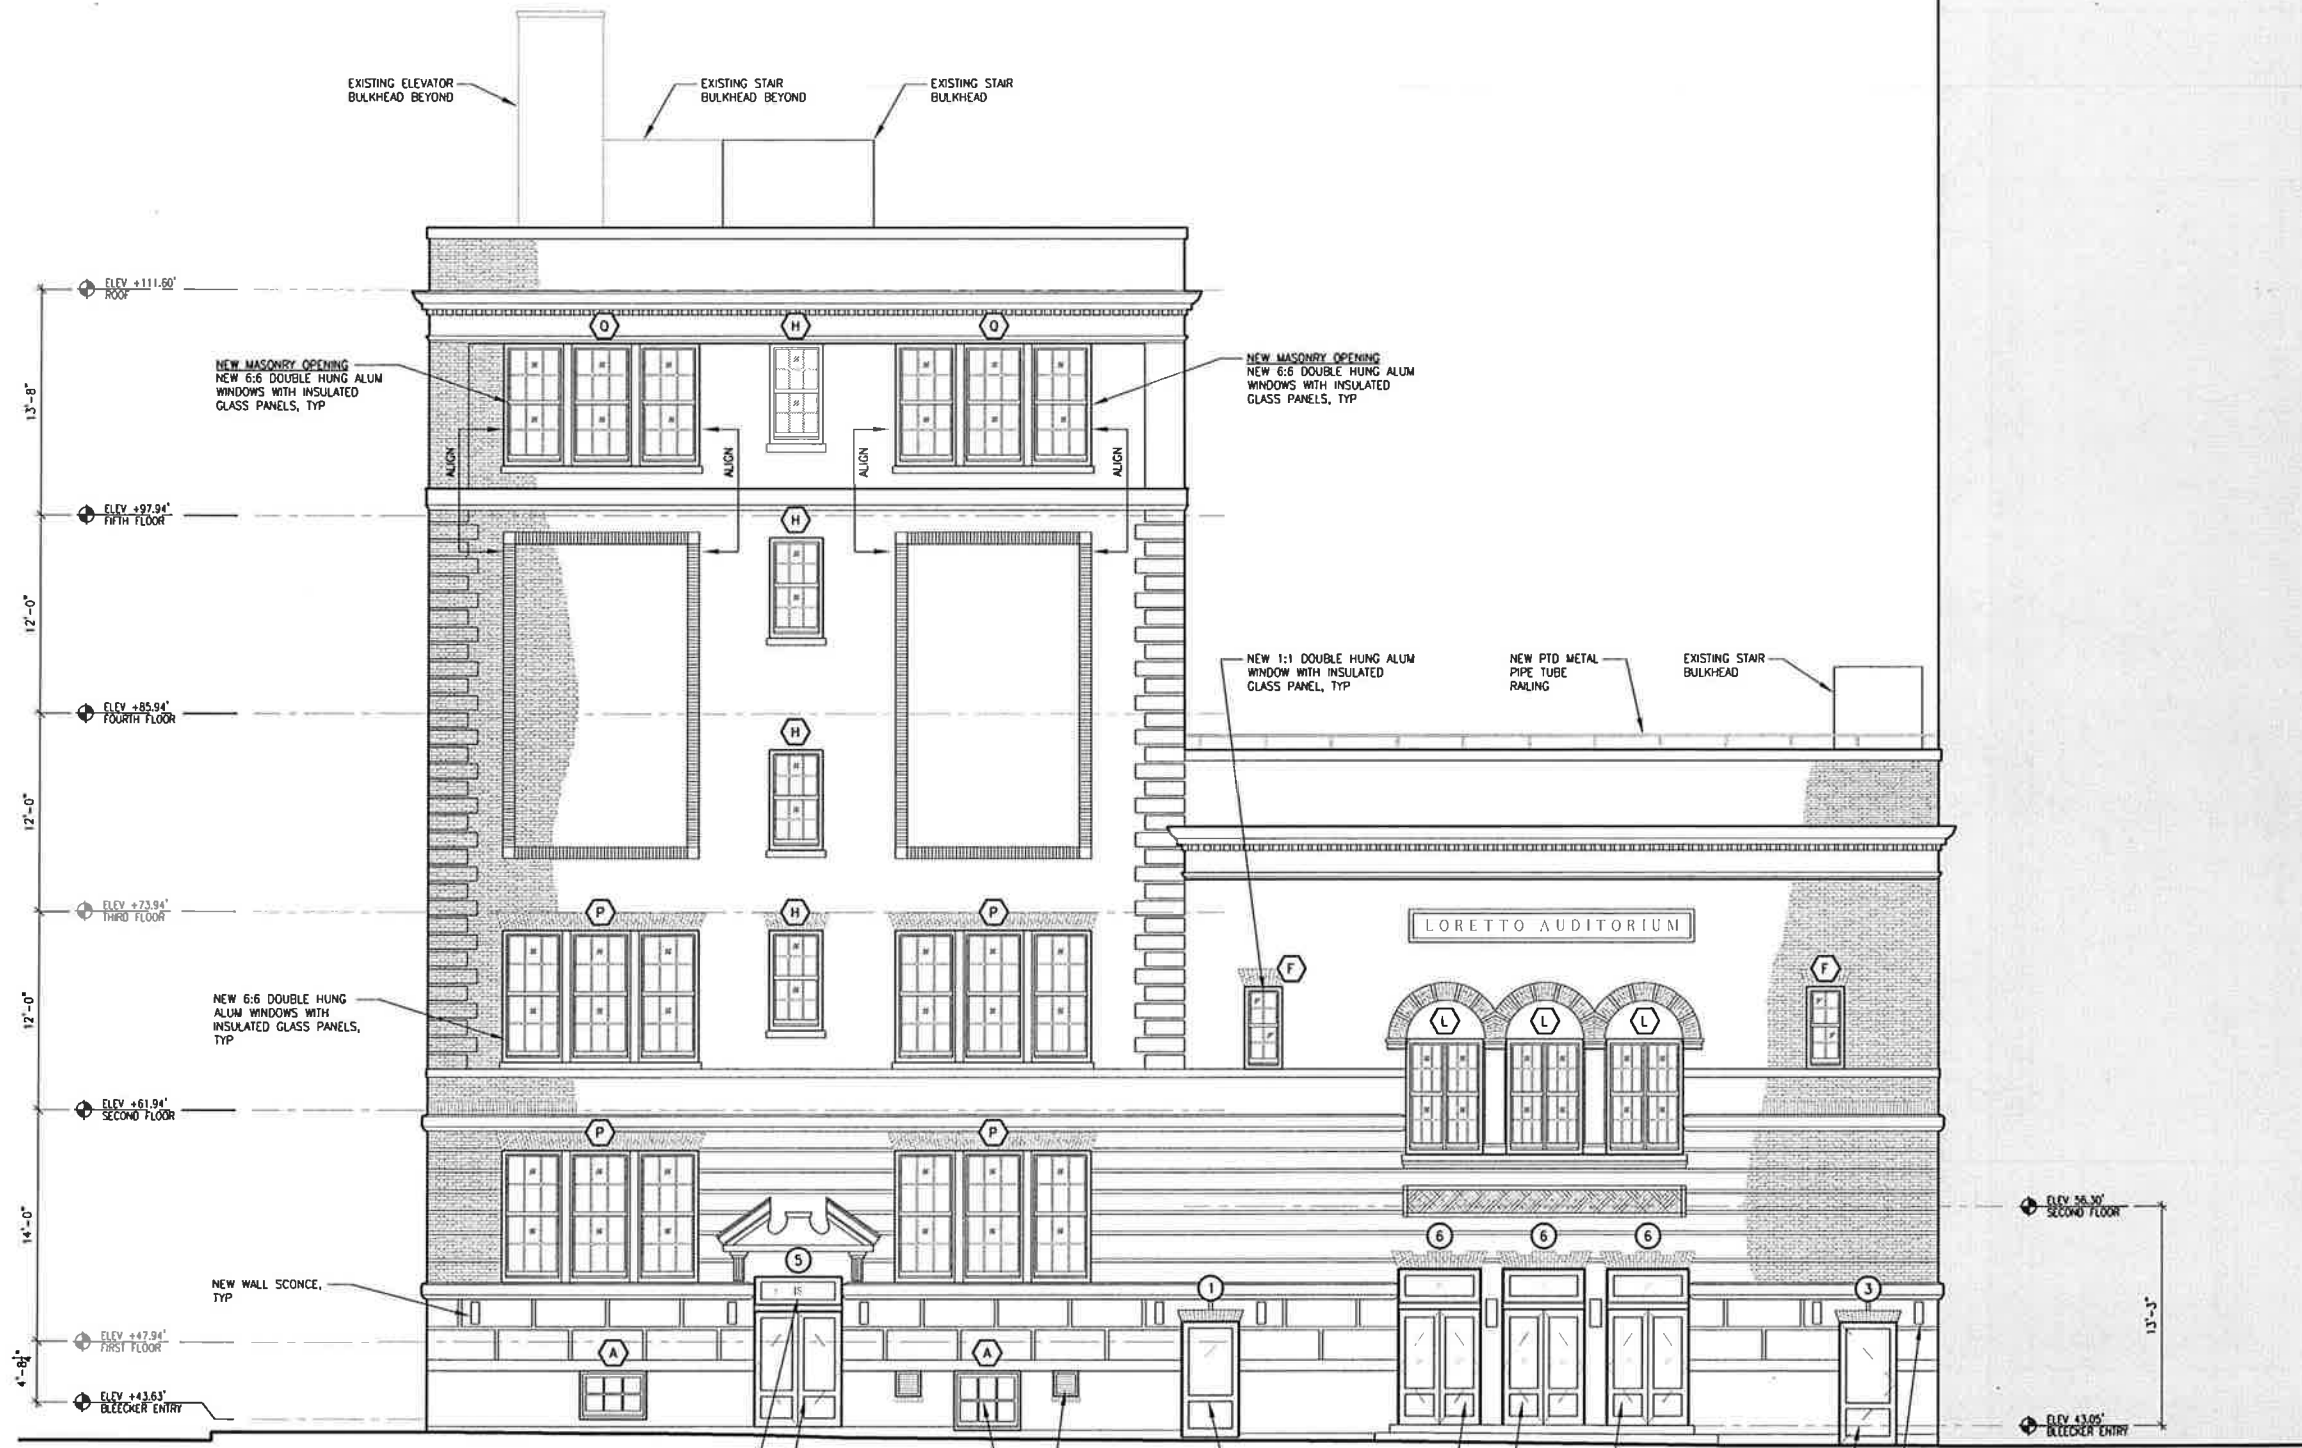 EXISTING ELEVATOR
BULKHEAD BEYOND
EXISTING STAIR
BULKHEAD BEYOND
EXISTING STAIR
BULKHEAD
ELEV +111.60'
ROOF
Q
H
Q
NEW MASONRY OPENING
NEW 6:6 DOUBLE HUNG ALUM
WINDOWS WITH INSULATED
GLASS PANELS, TYP
NEW MASONRY OPENING
NEW 6:6 DOUBLE HUNG ALUM
WINDOWS WITH INSULATED
GLASS PANELS, TYP
13'-8"
ALIGN
ALIGN
ALIGN
ALIGN
ELEV +97.94'
FIFTH FLOOR
H
12'-0"
NEW 1:1 DOUBLE HUNG ALUM
WINDOW WITH INSULATED
GLASS PANEL, TYP
NEW PTD METAL
PIPE TUBE
RAILING
EXISTING STAIR
BULKHEAD
ELEV +85.94'
FOURTH FLOOR
H
12'-0"
ELEV +73.94'
THIRD FLOOR
P
H
P
LORETTO AUDITORIUM
F
F
NEW 6:6 DOUBLE HUNG
ALUM WINDOWS WITH
INSULATED GLASS PANELS,
TYP
12'-0"
L
L
L
ELEV +61.94'
SECOND FLOOR
P
P
14'-0"
ELEV 56.30'
SECOND FLOOR
6
6
6
5
NEW WALL SCONCE,
TYP
15
1
3
13'-3"
ELEV +47.94'
FIRST FLOOR
A
A
4'-8¼"
ELEV +43.63'
BLEECKER ENTRY
ELEV 43.05'
BLEECKER ENTRY